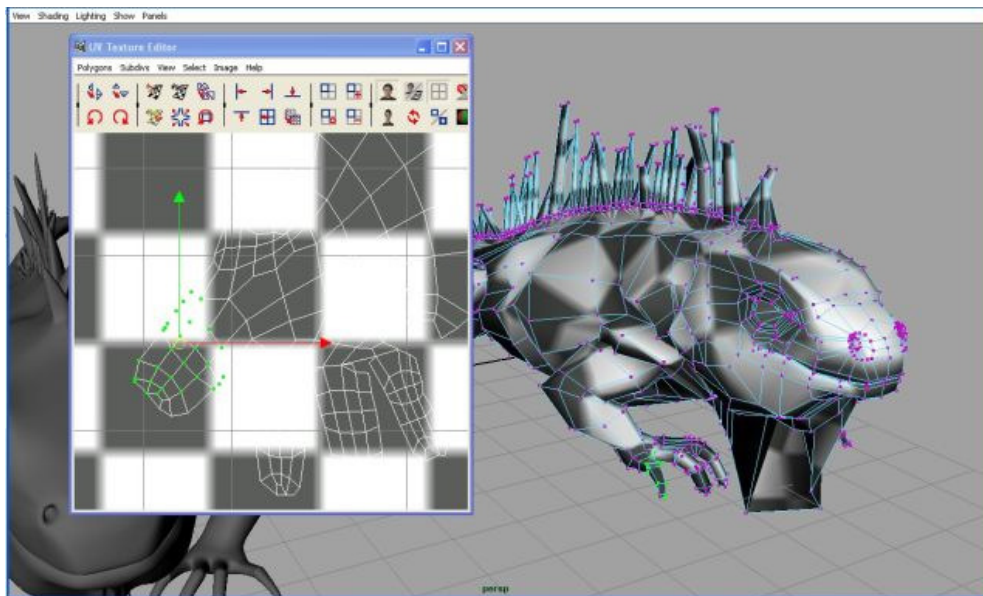 View Shading Lighting Show Panels
UV Texture Editor
Polygons Subdivs View Select Image Help
persp